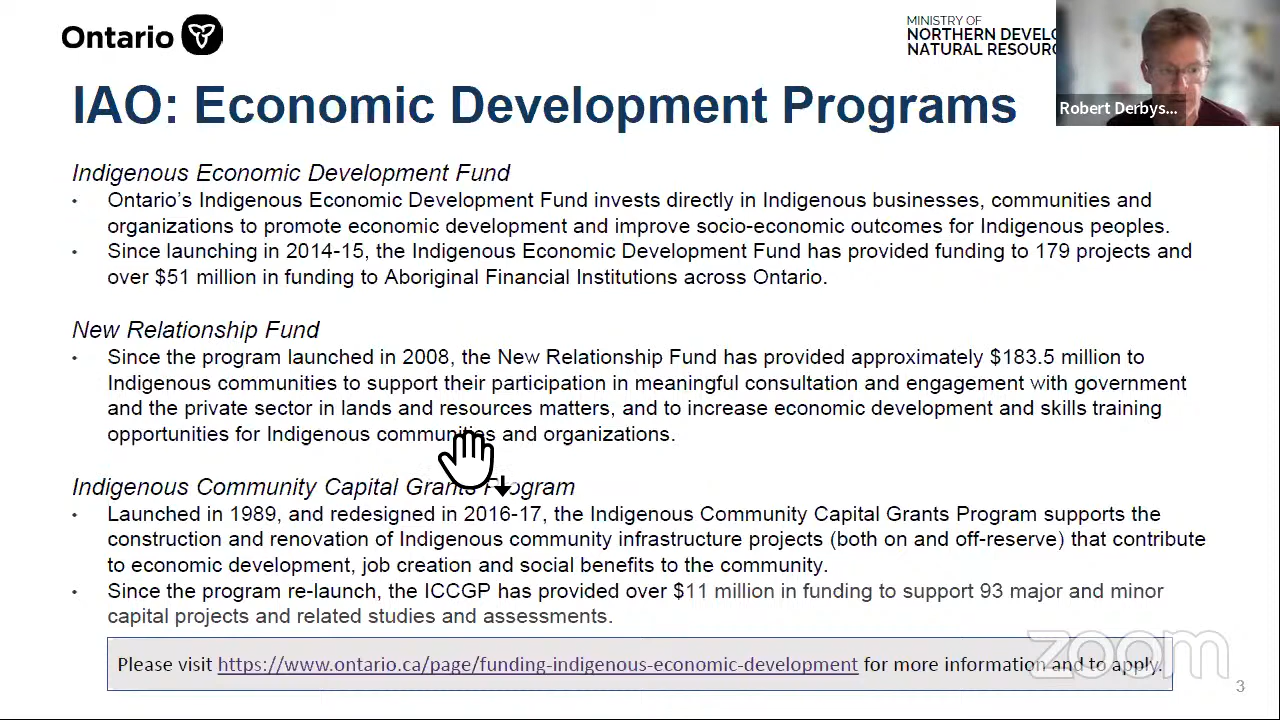 Ontario
MINISTRY OF
NORTHERN DEVELO
NATURAL RESOURC
Robert Derbys...
IAO: Economic Development Programs
Indigenous Economic Development Fund
• Ontario's Indigenous Economic Development Fund invests directly in Indigenous businesses, communities and
organizations to promote economic development and improve socio-economic outcomes for Indigenous peoples.
• Since launching in 2014-15, the Indigenous Economic Development Fund has provided funding to 179 projects and
over $51 million in funding to Aboriginal Financial Institutions across Ontario.
New Relationship Fund
• Since the program launched in 2008, the New Relationship Fund has provided approximately $183.5 million to
Indigenous communities to support their participation in meaningful consultation and engagement with government
and the private sector in lands and resources matters, and to increase economic development and skills training
opportunities for Indigenous communities and organizations.
Indigenous Community Capital Grants Program
• Launched in 1989, and redesigned in 2016-17, the Indigenous Community Capital Grants Program supports the
construction and renovation of Indigenous community infrastructure projects (both on and off-reserve) that contribute
to economic development, job creation and social benefits to the community.
• Since the program re-launch, the ICCGP has provided over $11 million in funding to support 93 major and minor
capital projects and related studies and assessments.
Please visit https://www.ontario.ca/page/funding-indigenous-economic-development for more information and to apply.
zoom
3